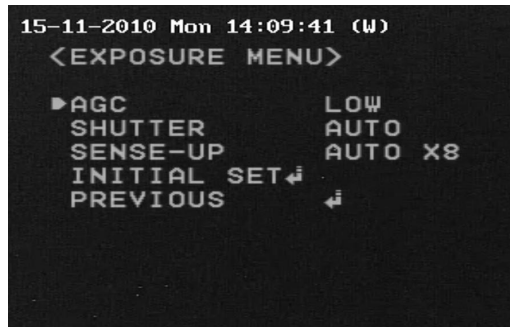 15-11-2010 Mon 14:09:41 (W)
<EXPOSURE MENU>
AGC LOW
SHUTTER AUTO
SENSE-UP AUTO X8
INITIAL SET
PREVIOUS